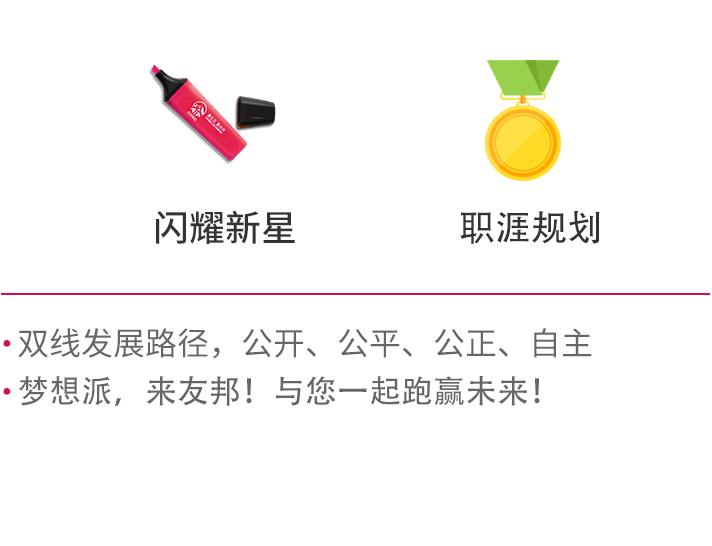 闪耀新星
职涯规划
双线发展路径，公开、公平、公正、自主
梦想派，来友邦！与您一起跑赢未来！